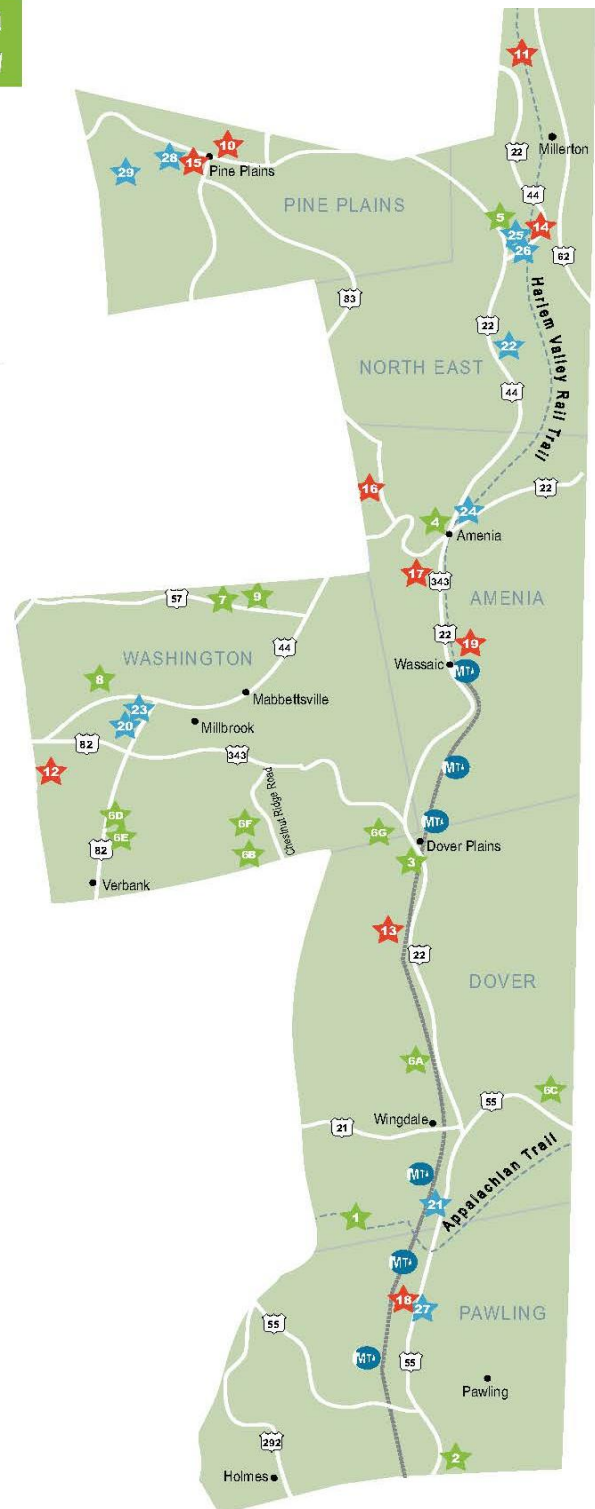 11
22
Millerton
10
28
15
29
Pine Plains
44
5
14
PINE PLAINS
25
26
62
83
Harlem Valley Rail Trail
22
22
NORTH EAST
44
16
22
24
4
Amenia
17
343
57
7
9
AMENIA
22
19
44
WASHINGTON
Wassaic
MTA
8
Mabbettsville
23
20
Millbrook
82
343
12
MTA
Chestnut Ridge Road
6D
6F
6G
MTA
6E
Dover Plains
82
6B
3
Verbank
13
22
DOVER
6A
6C
55
21
Wingdale
Appalachian Trail
MTA
21
1
MTA
18
27
PAWLING
55
MTA
55
Pawling
292
2
Holmes